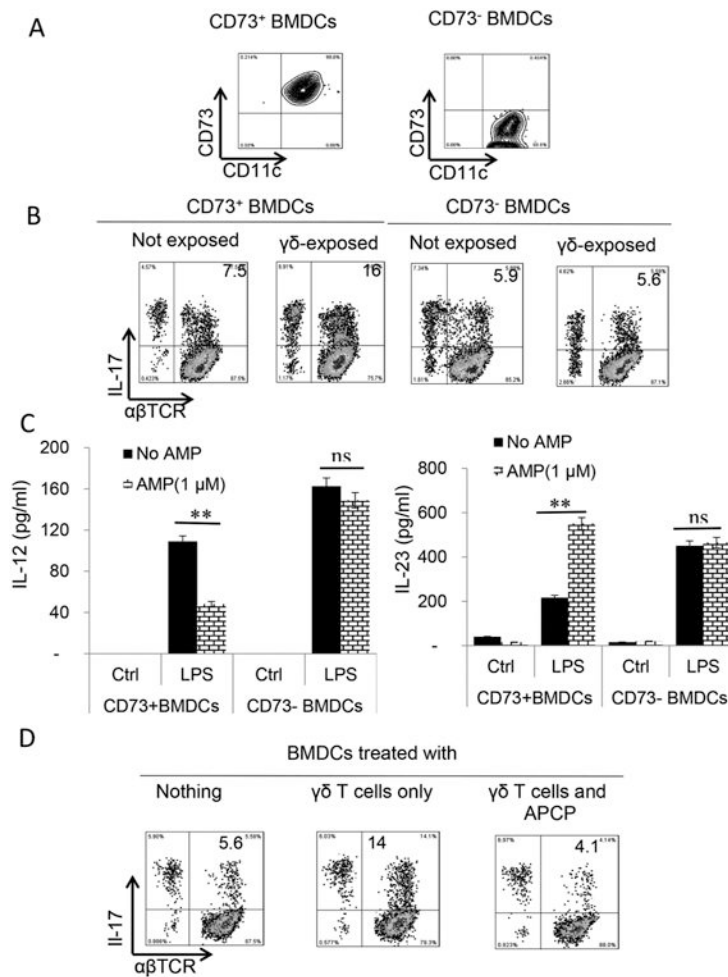 A
CD73+ BMDCs
CD73- BMDCs
CD73
CD11c
CD73
CD11c
B
CD73+ BMDCs
CD73- BMDCs
Not exposed
γδ-exposed
Not exposed
γδ-exposed
7.5
16
5.9
5.6
IL-17
αβTCR
C
No AMP
AMP(1 μM)
**
ns
IL-12 (pg/ml)
200
160
120
80
40
-
Ctrl
LPS
Ctrl
LPS
CD73+BMDCs
CD73- BMDCs
No AMP
AMP(1 μM)
**
ns
IL-23 (pg/ml)
800
600
400
200
-
Ctrl
LPS
Ctrl
LPS
CD73+BMDCs
CD73- BMDCs
D
BMDCs treated with
Nothing
γδ T cells only
γδ T cells and
APCP
5.6
14
4.1
Il-17
αβTCR